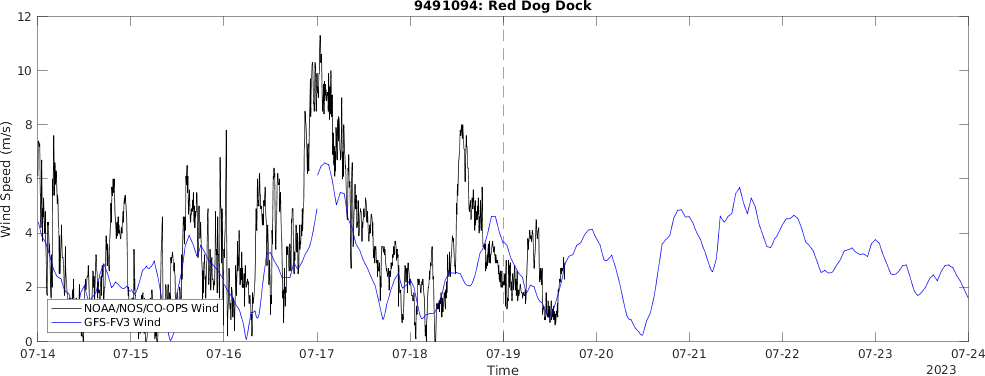 9491094: Red Dog Dock
Wind Speed (m/s)
12
10
8
6
4
2
0
NOAA/NOS/CO-OPS Wind
GFS-FV3 Wind
07-14 07-15 07-16 07-17 07-18 07-19 07-20 07-21 07-22 07-23 07-24
Time
2023